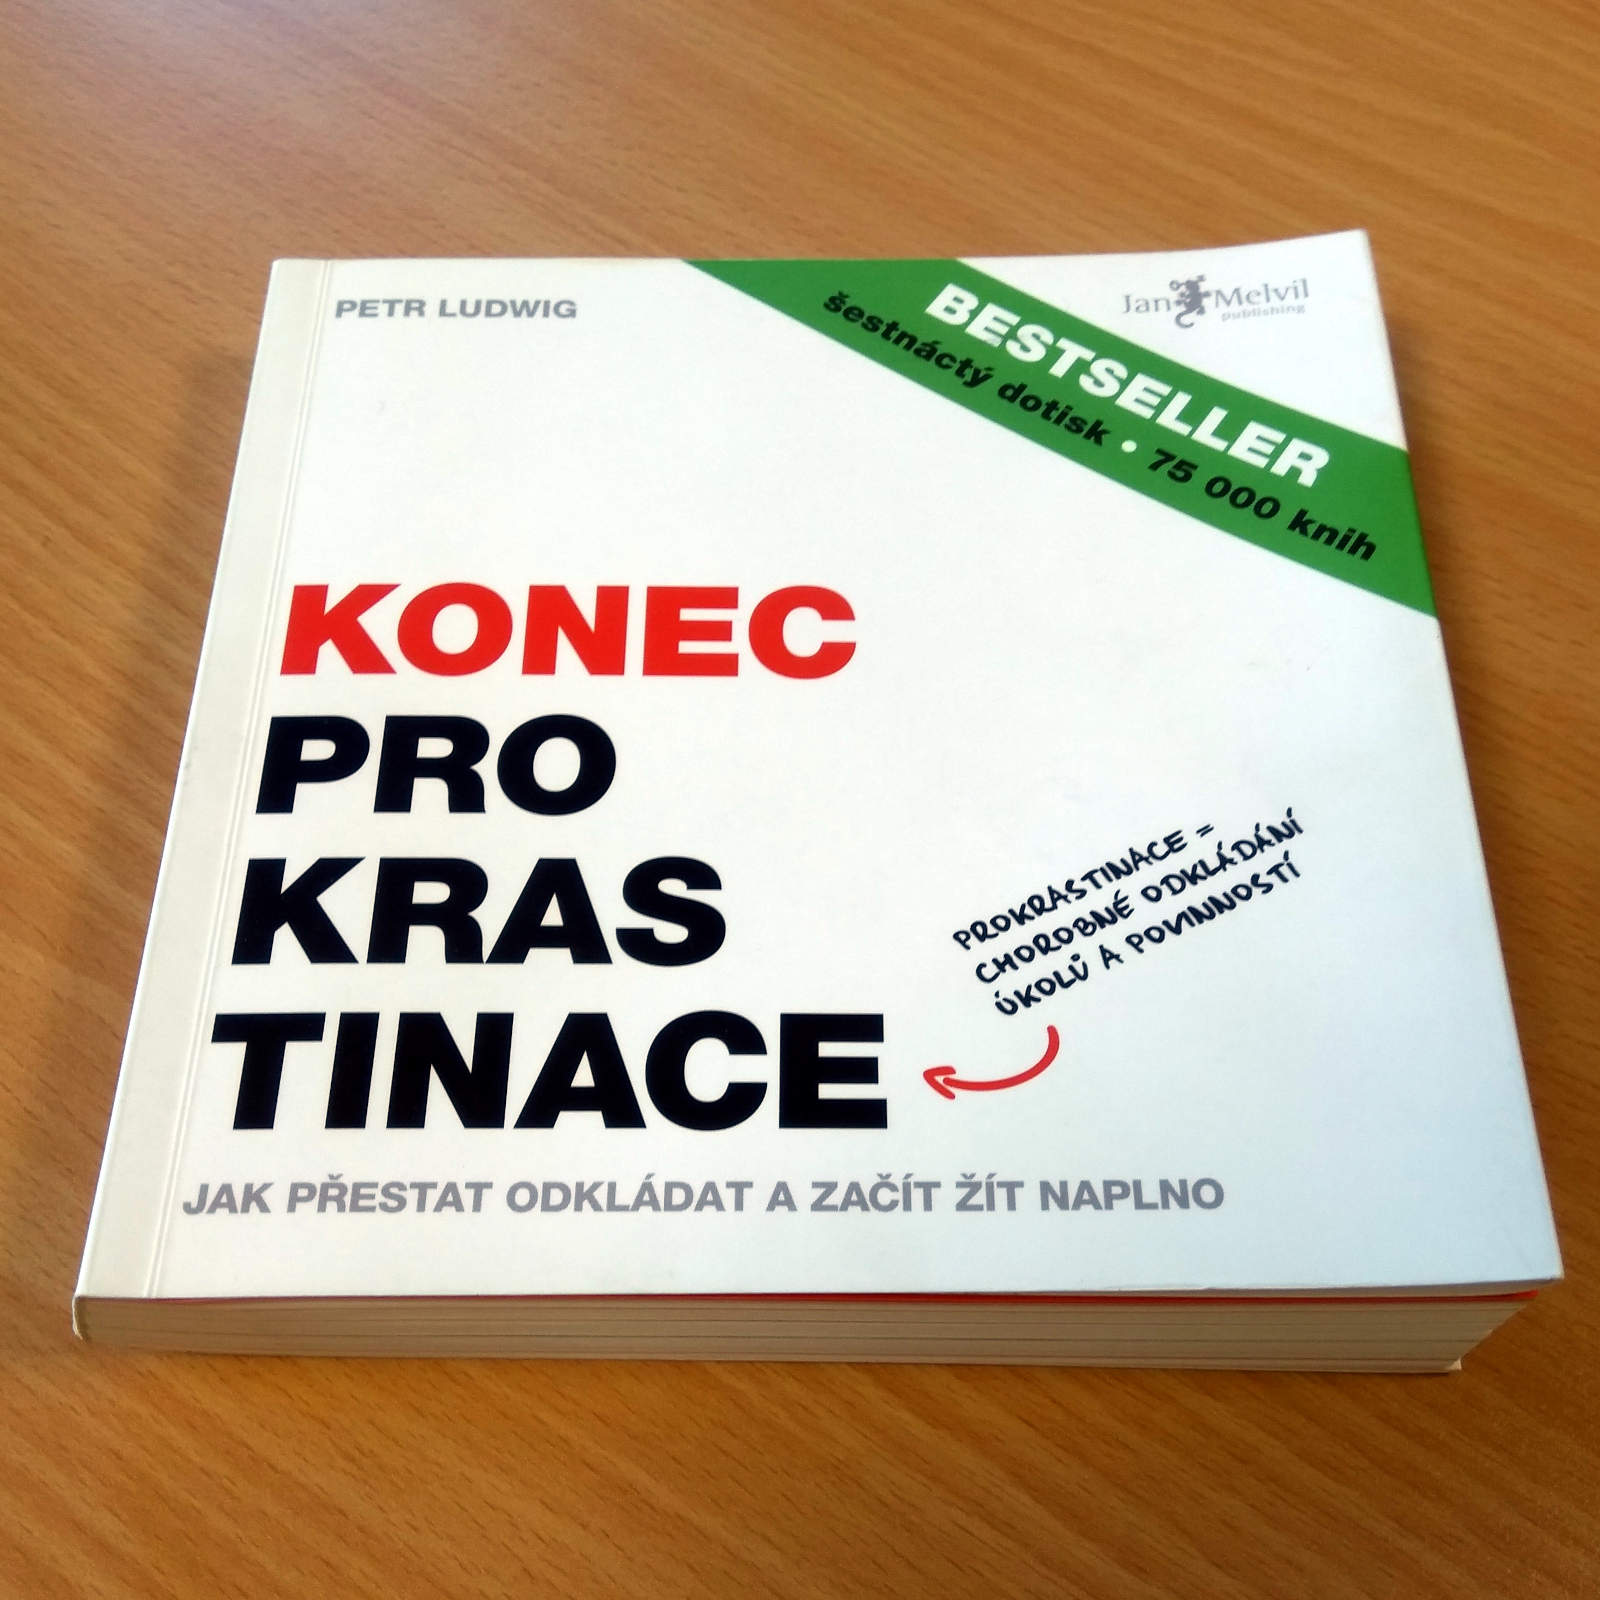 PETR LUDWIG
BESTSELLER
šestnáctý dotisk • 75 000 knih
Jan Melvil
publishing
KONEC
PRO
KRAS
TINACE
PROKRASTINACE =
CHOROBNÉ ODKLÁDÁNÍ
ÚKOLŮ A POVINNOSTÍ
JAK PŘESTAT ODKLÁDAT A ZAČÍT ŽÍT NAPLNO